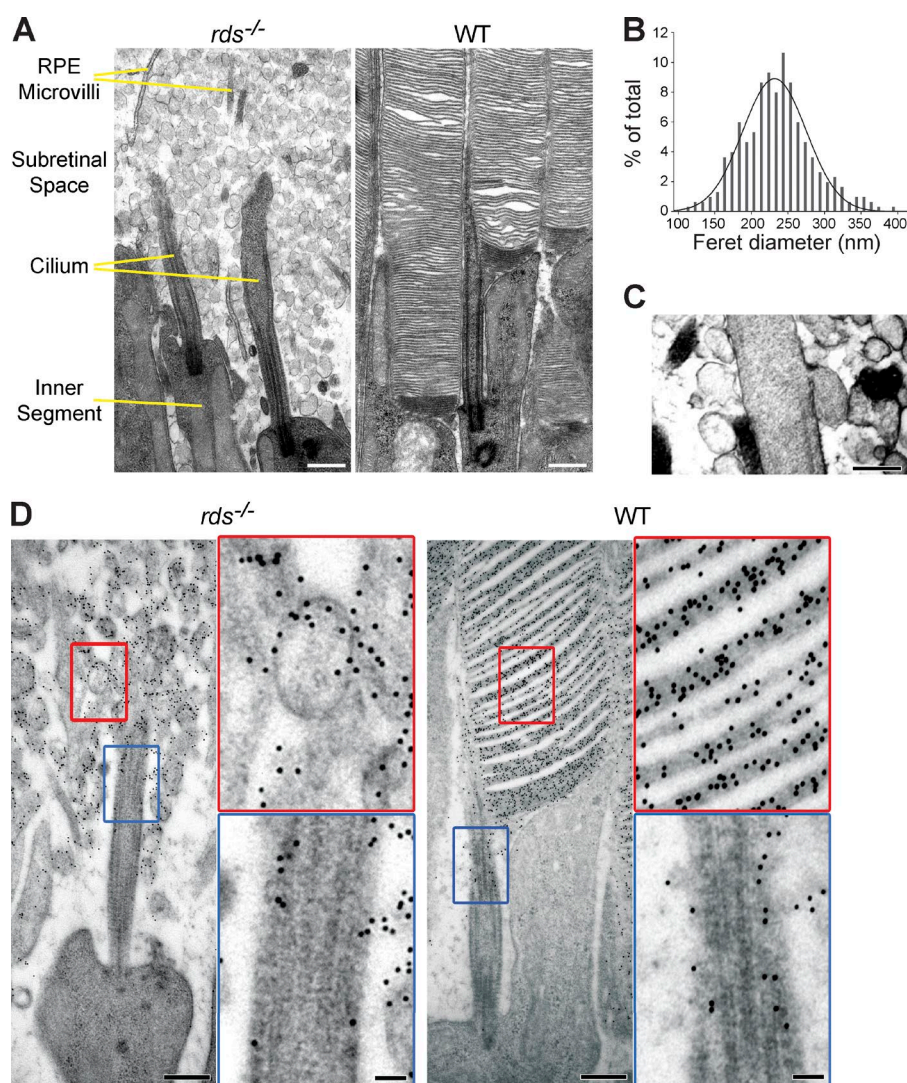 A
rds-/-
WT
RPE
Microvilli
Subretinal
Space
Cilium
Inner
Segment
B
% of total
12
10
8
6
4
2
0
100 150 200 250 300 350 400
Feret diameter (nm)
C
D
rds-/-
WT